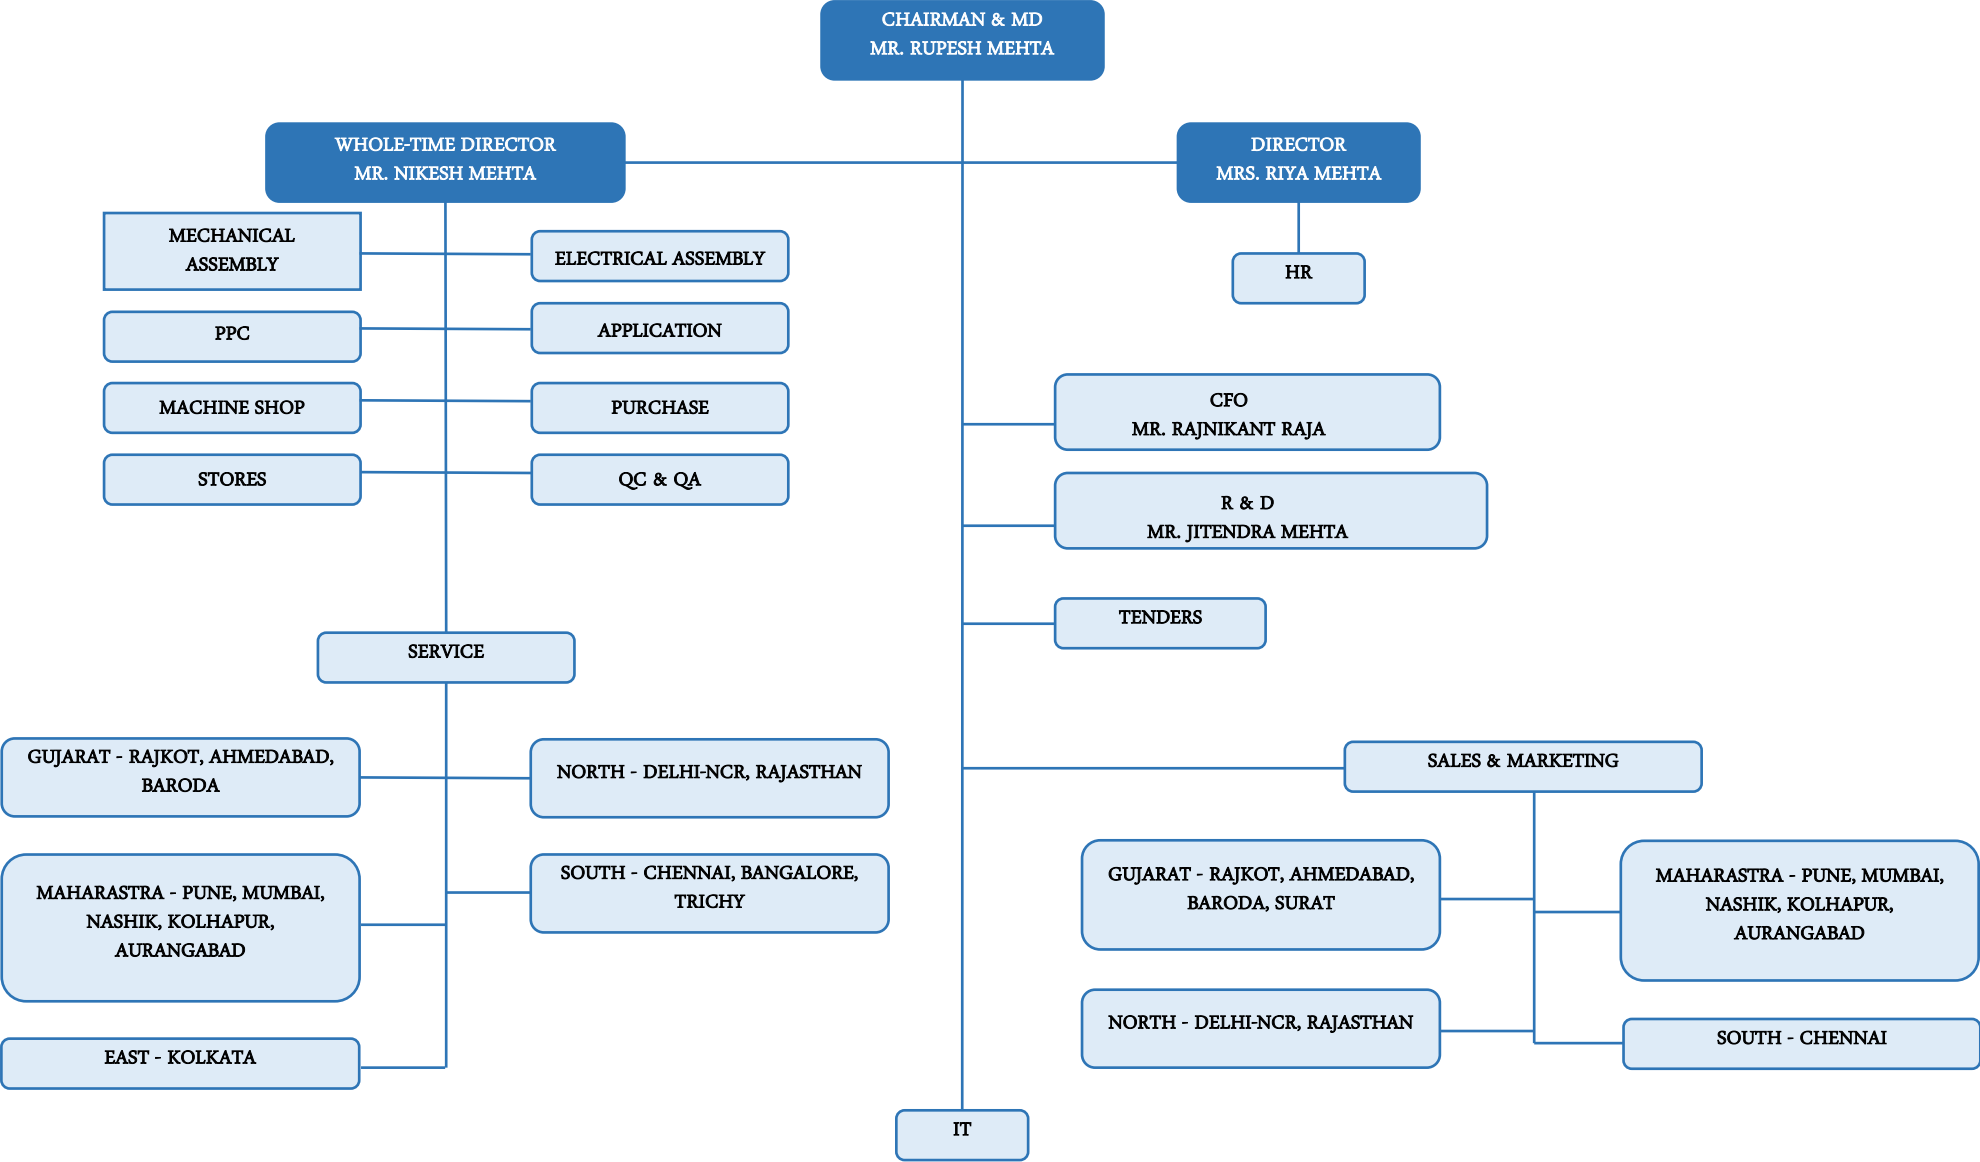 CHAIRMAN & MD
MR. RUPESH MEHTA
WHOLE-TIME DIRECTOR
MR. NIKESH MEHTA
DIRECTOR
MRS. RIYA MEHTA
MECHANICAL
ASSEMBLY
ELECTRICAL ASSEMBLY
HR
PPC
APPLICATION
MACHINE SHOP
PURCHASE
CFO
MR. RAJNIKANT RAJA
STORES
QC & QA
R & D
MR. JITENDRA MEHTA
TENDERS
SERVICE
SALES & MARKETING
GUJARAT - RAJKOT, AHMEDABAD,
BARODA
NORTH - DELHI-NCR, RAJASTHAN
MAHARASTRA - PUNE, MUMBAI,
NASHIK, KOLHAPUR,
AURANGABAD
SOUTH - CHENNAI, BANGALORE,
TRICHY
GUJARAT - RAJKOT, AHMEDABAD,
BARODA, SURAT
MAHARASTRA - PUNE, MUMBAI,
NASHIK, KOLHAPUR,
AURANGABAD
EAST - KOLKATA
NORTH - DELHI-NCR, RAJASTHAN
SOUTH - CHENNAI
IT